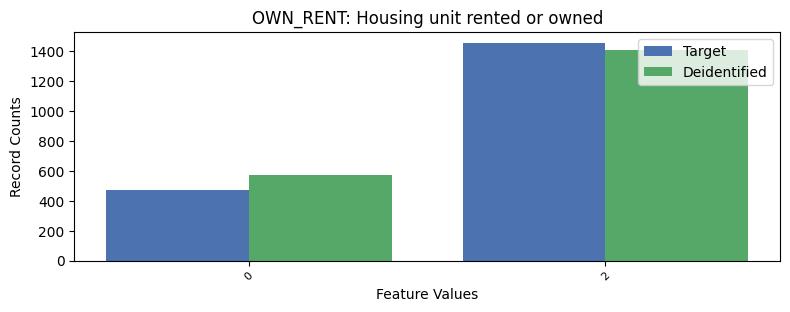 OWN_RENT: Housing unit rented or owned
Target
Deidentified
1400
1200
1000
800
600
400
200
0
Record Counts
0
2
Feature Values